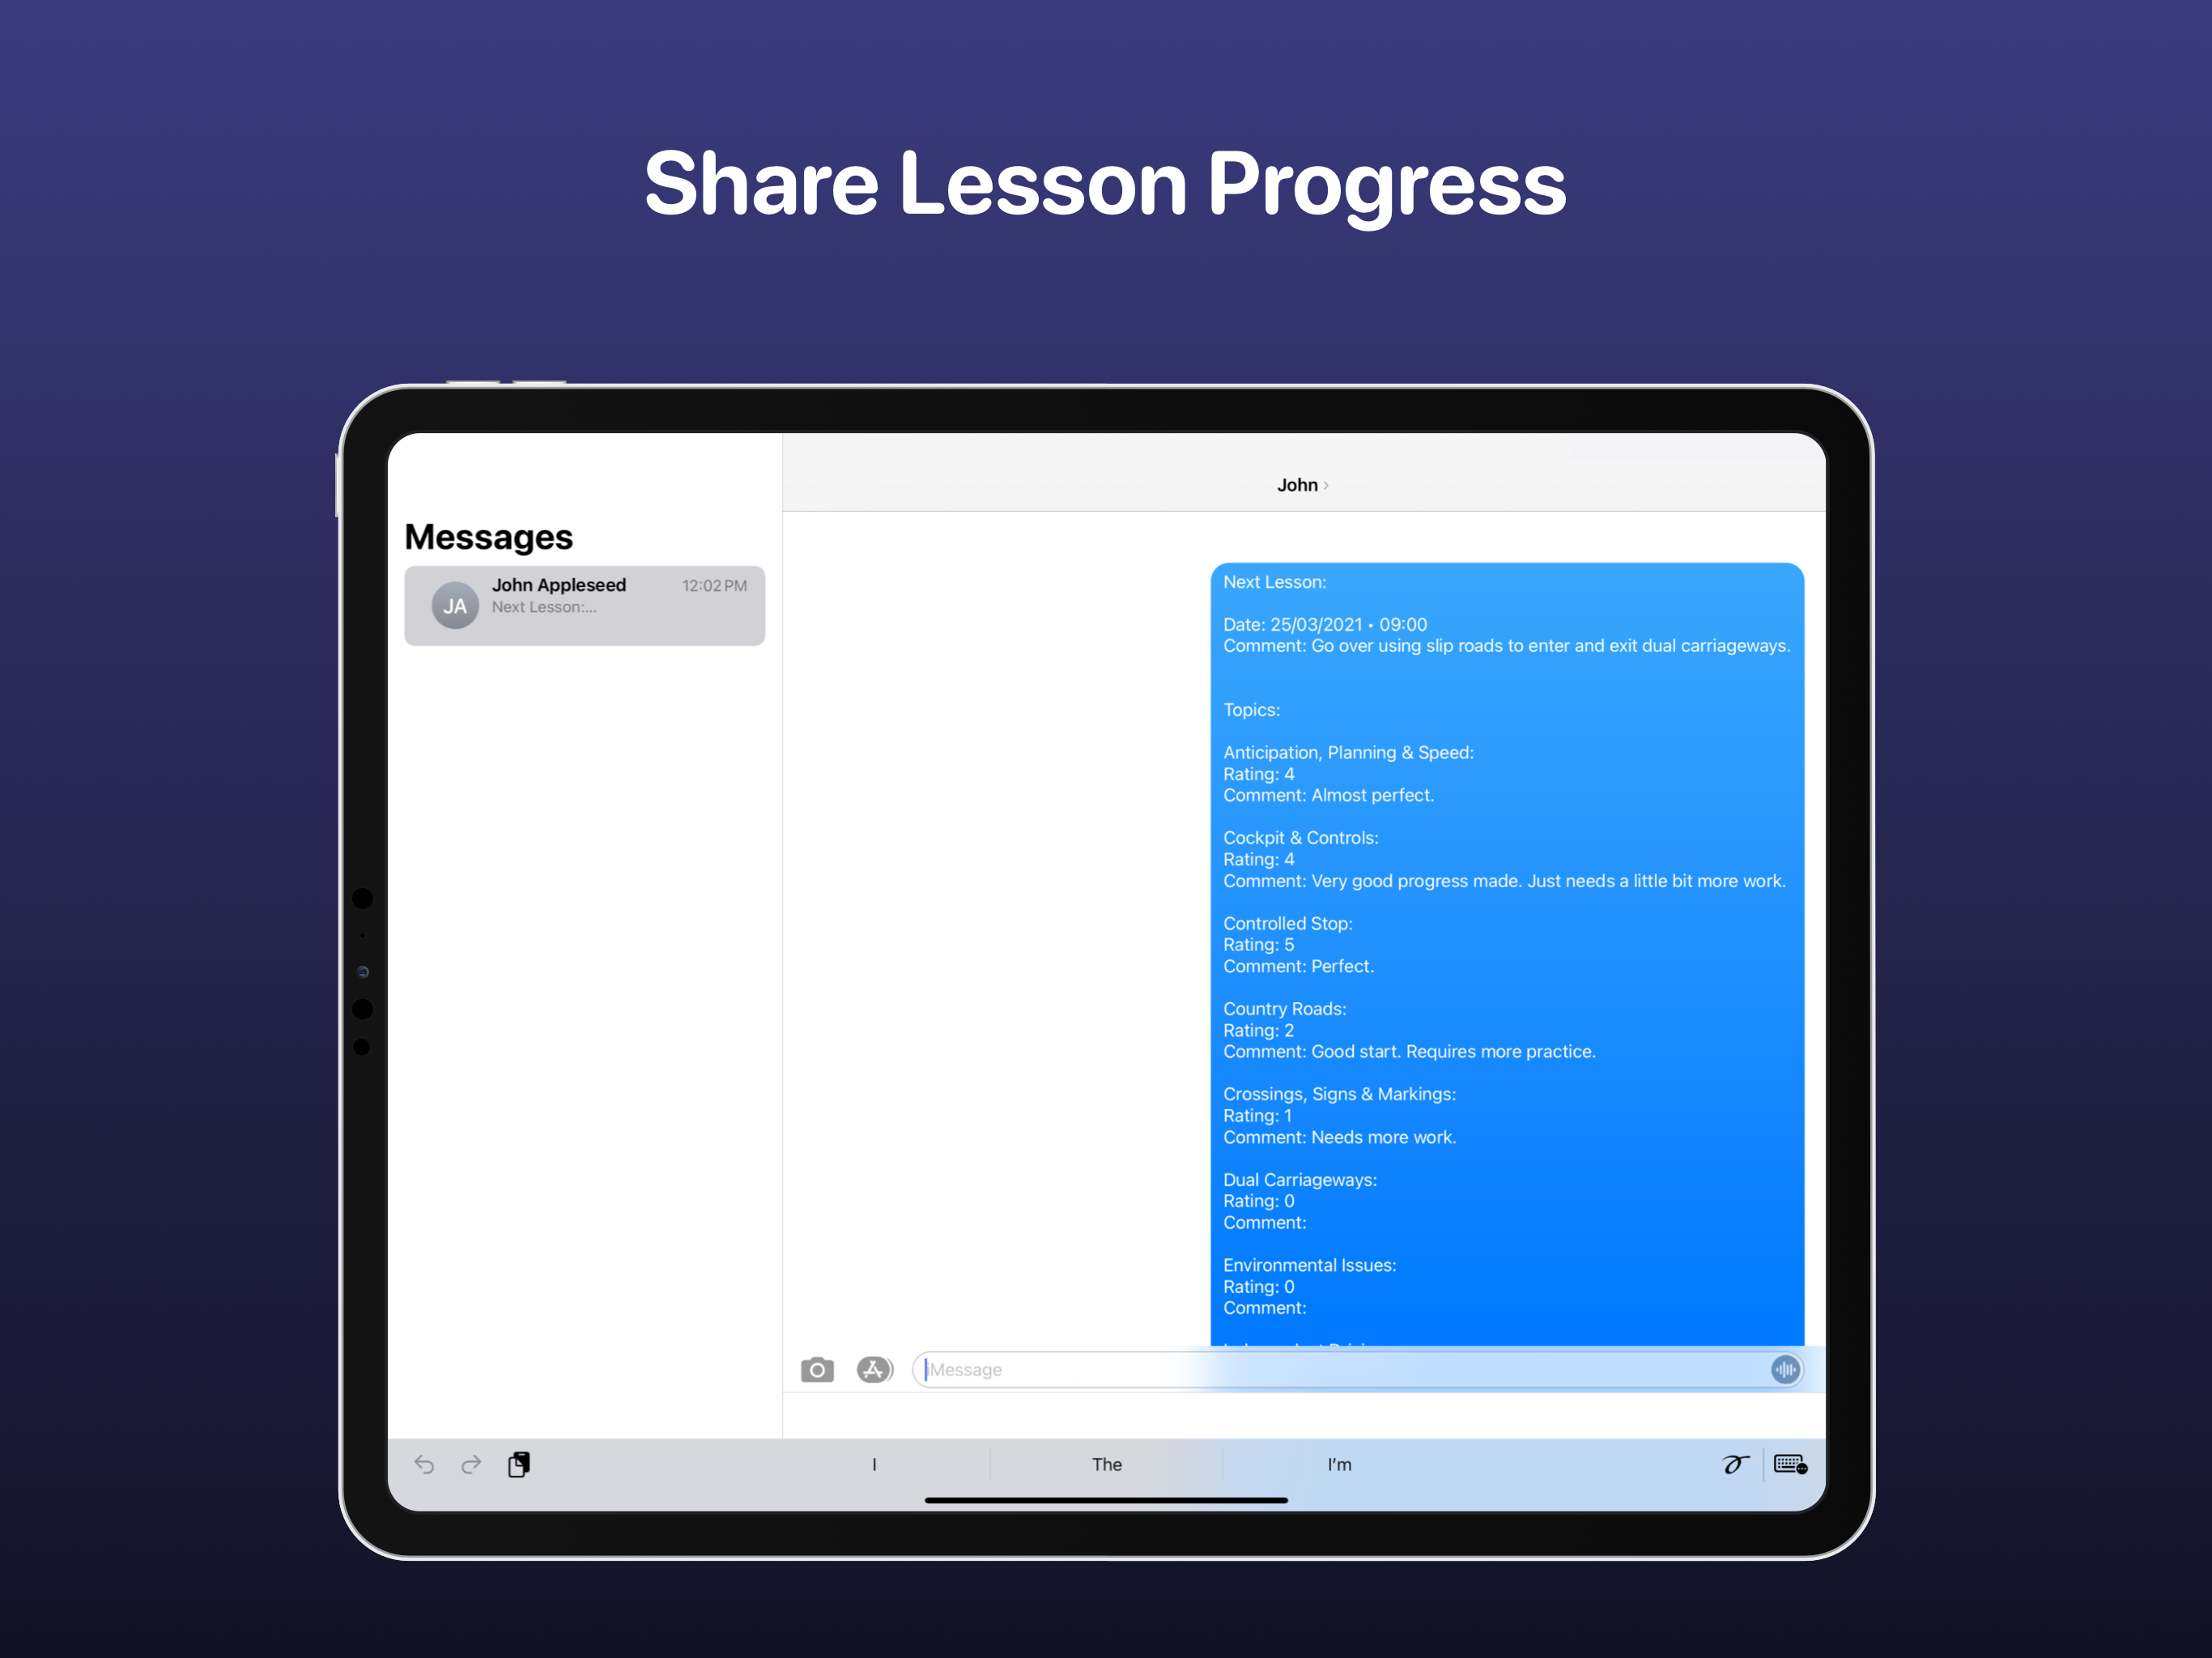 Share Lesson Progress
Messages
JA
John Appleseed
12:02 PM
Next Lesson:...
John
Next Lesson:
Date: 25/03/2021 • 09:00
Comment: Go over using slip roads to enter and exit dual carriageways.
Topics:
Anticipation, Planning & Speed:
Rating: 4
Comment: Almost perfect.
Cockpit & Controls:
Rating: 4
Comment: Very good progress made. Just needs a little bit more work.
Controlled Stop:
Rating: 5
Comment: Perfect.
Country Roads:
Rating: 2
Comment: Good start. Requires more practice.
Crossings, Signs & Markings:
Rating: 1
Comment: Needs more work.
Dual Carriageways:
Rating: 0
Comment:
Environmental Issues:
Rating: 0
Comment:
iMessage
I
The
I'm